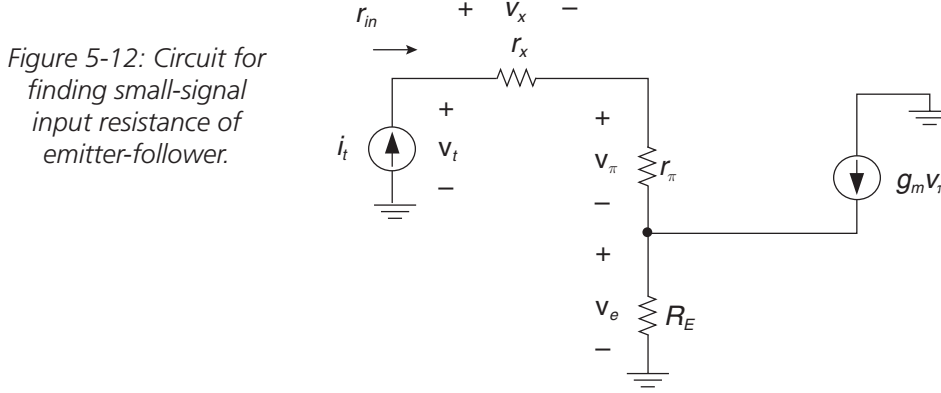 Figure 5-12: Circuit for
finding small-signal
input resistance of
emitter-follower.
r_in
+ v_x −
r_x
i_t
+
v_t
−
+
v_π
−
r_π
g_m v
+
v_e
−
R_E